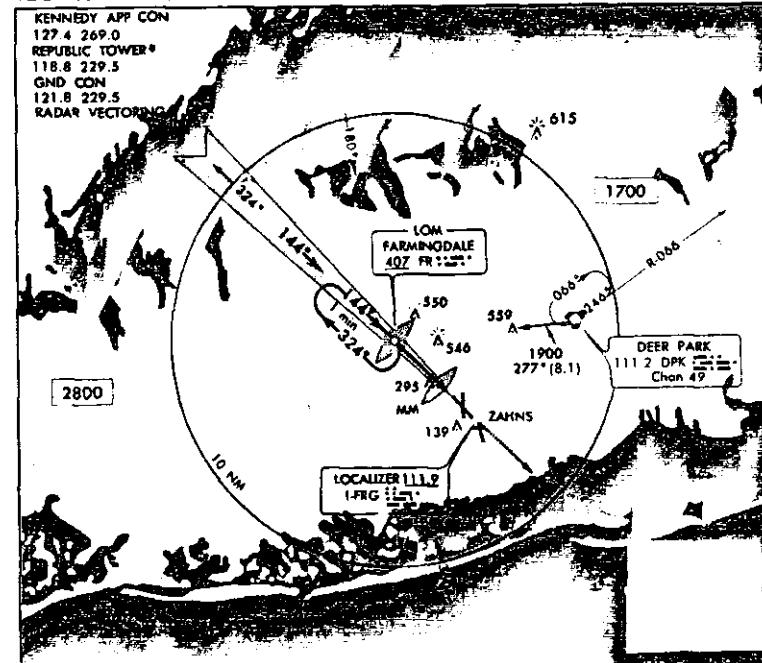 KENNEDY APP CON
127.4 269.0
REPUBLIC TOWER*
118.8 229.5
GND CON
121.8 229.5
RADAR VECTORING
615
180°
1700
324°
144°
LOM
FARMINGDALE
407 FR
R-066
066°
246°
144°
1 min
324°
550
559
546
1900
277° (8.1)
DEER PARK
111.2 DPK
Chan 49
2800
295
MM
139
ZAHNS
LOCALIZER 111.9
I-FRG
10 NM